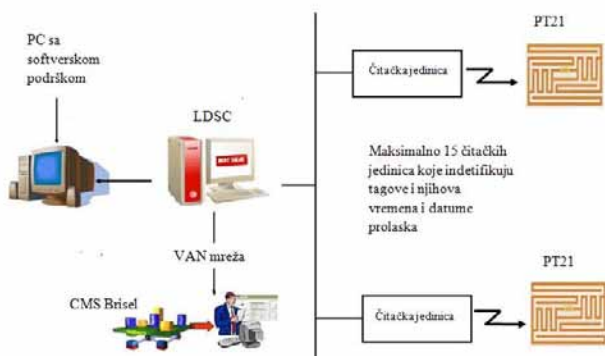 PC sa
softverskom
podrškom
LDSC
VAN mreža
CMS Brisel
PT21
Čitačka jedinica
Maksimalno 15 čitačkih
jedinica koje indetifikuju
tagove i njihova
vremena i datume
prolaska
PT21
Čitačka jedinica